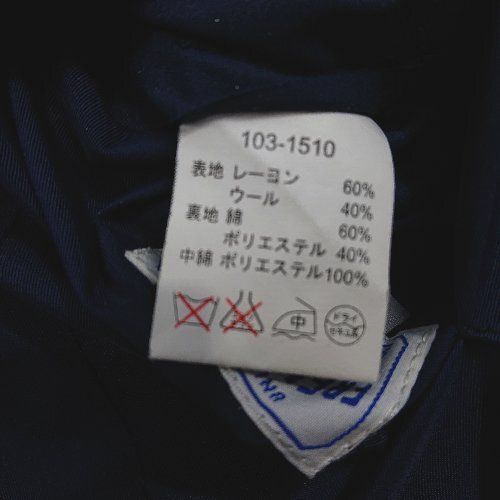 103-1510
表地 レーヨン 60%
ウール 40%
裏地 綿 60%
ポリエステル 40%
中綿 ポリエステル100%
中
ドライ